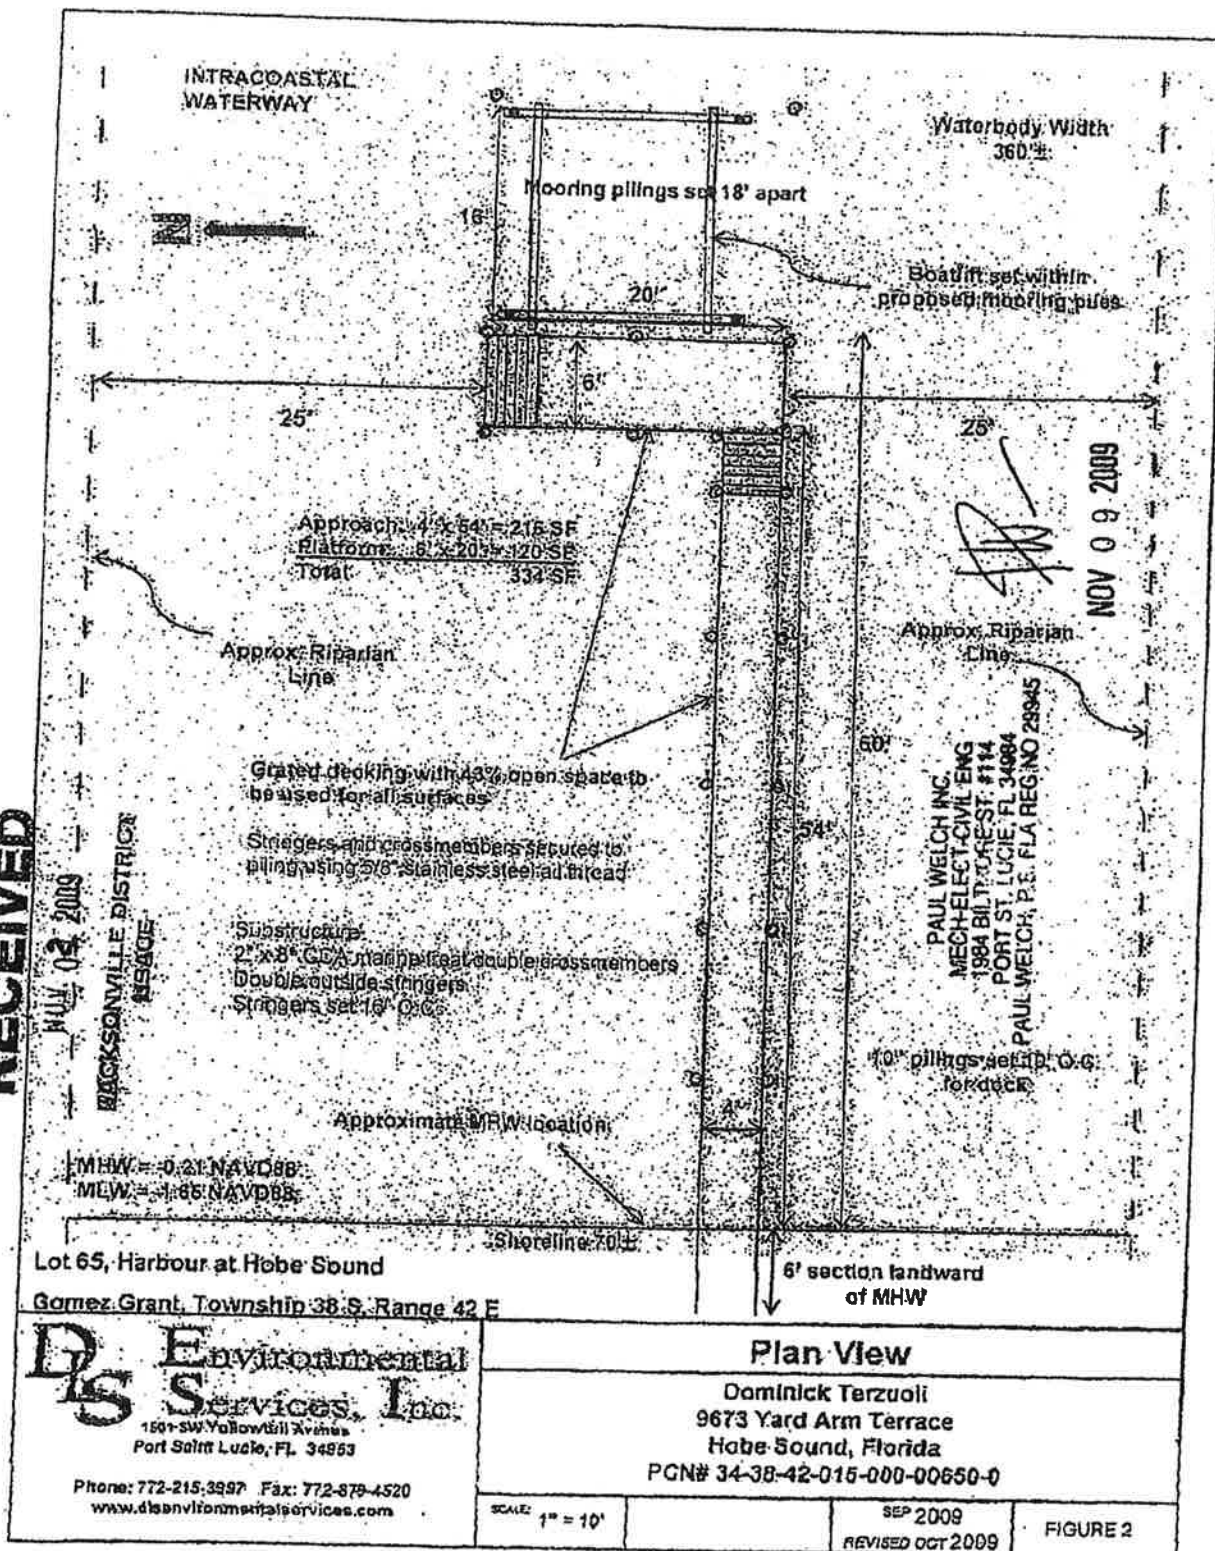 INTRACOASTAL
WATERWAY
Waterbody Width
360'±
Mooring pilings set 18' apart
N
16'
Boatlift set within
proposed mooring piles
20'
6'
25'
25'
NOV 09 2009
Approach: 4' x 54' = 216 SF
Platform: 6' x 20' = 120 SF
Total 334 SF
Approx. Riparian
Line
Approx. Riparian
Line
60'
Grated decking with 43% open space to
be used for all surfaces
54'
Stringers and crossmembers secured to
piling using 5/8" stainless steel all thread
PAUL WELCH INC.
MECH-ELECT-CIVIL ENG
1984 BILTMORE ST. #114
PORT ST. LUCIE, FL 34984
PAUL WELCH, P.E. FLA REG NO 29945
RECEIVED
NOV 02 2009
JACKSONVILLE DISTRICT
USACE
Substructure
2" x 8" CCA marine treat double crossmembers
Double outside stringers
Stringers set 16" O.C.
10" pilings set 10' O.C.
for dock
4'
Approximate MHW location
MHW = -0.21 NAVD88
MLW = -1.65 NAVD88
Shoreline 70'±
Lot 65, Harbour at Hobe Sound
6' section landward
of MHW
Gomez Grant, Township 38 S, Range 42 E
DLS Environmental
Services, Inc.
1501 SW Yellowtail Avenue
Port Saint Lucie, FL 34953
Phone: 772-215-3997 Fax: 772-879-4520
www.dlsenvironmentalservices.com
Plan View
Dominick Terzuoli
9673 Yard Arm Terrace
Hobe Sound, Florida
PCN# 34-38-42-015-000-00650-0
SCALE: 1" = 10'
SEP 2009
REVISED OCT 2009
FIGURE 2